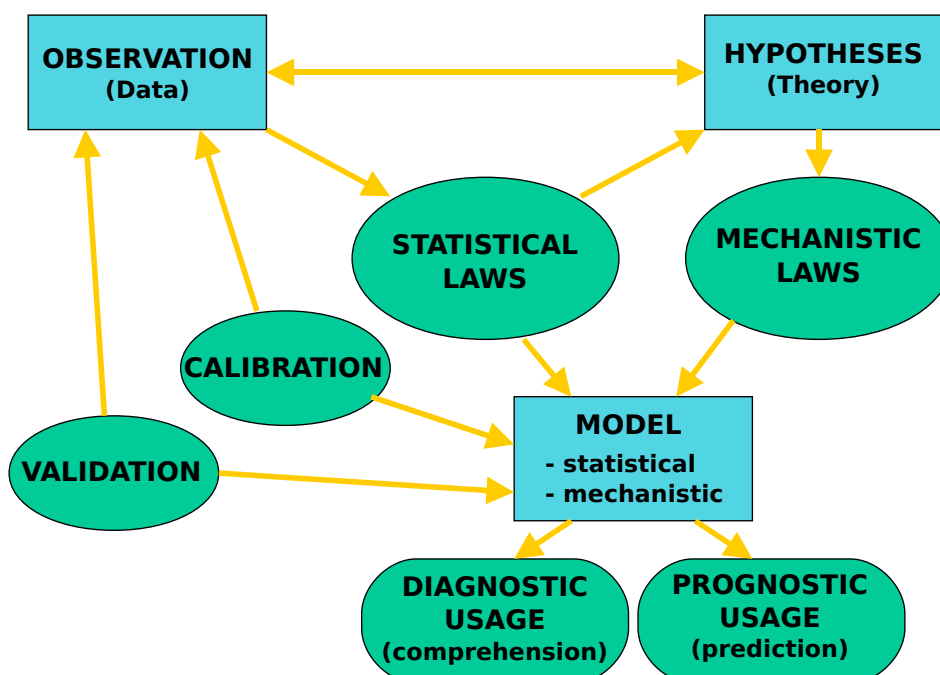 OBSERVATION
(Data)
HYPOTHESES
(Theory)
STATISTICAL
LAWS
MECHANISTIC
LAWS
CALIBRATION
VALIDATION
MODEL
- statistical
- mechanistic
DIAGNOSTIC
USAGE
(comprehension)
PROGNOSTIC
USAGE
(prediction)